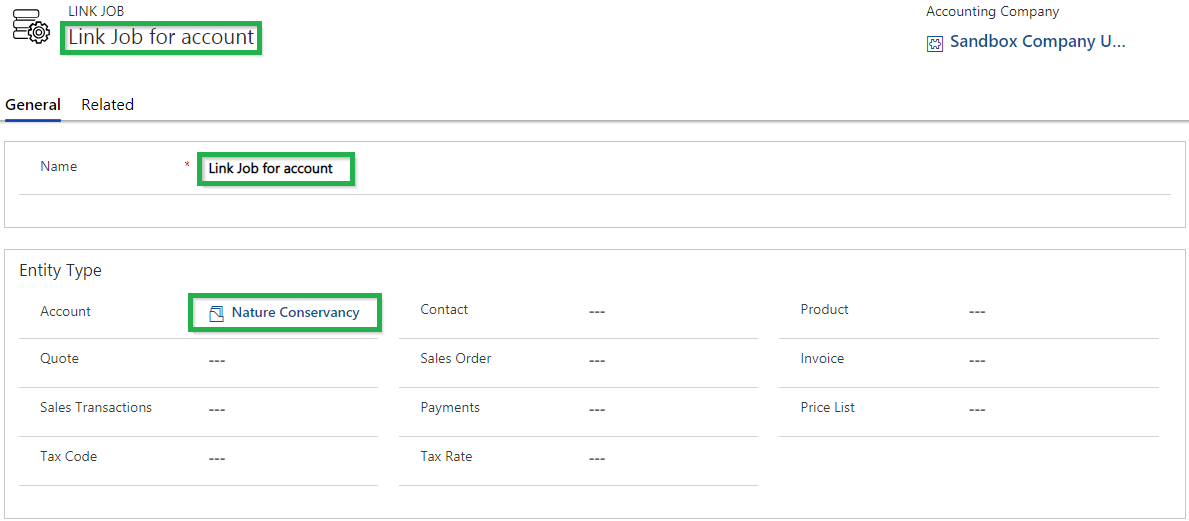 LINK JOB
Link Job for account
Accounting Company
Sandbox Company U...
General Related
Name * Link Job for account
Entity Type
Account Nature Conservancy Contact --- Product ---
Quote --- Sales Order --- Invoice ---
Sales Transactions --- Payments --- Price List ---
Tax Code --- Tax Rate ---